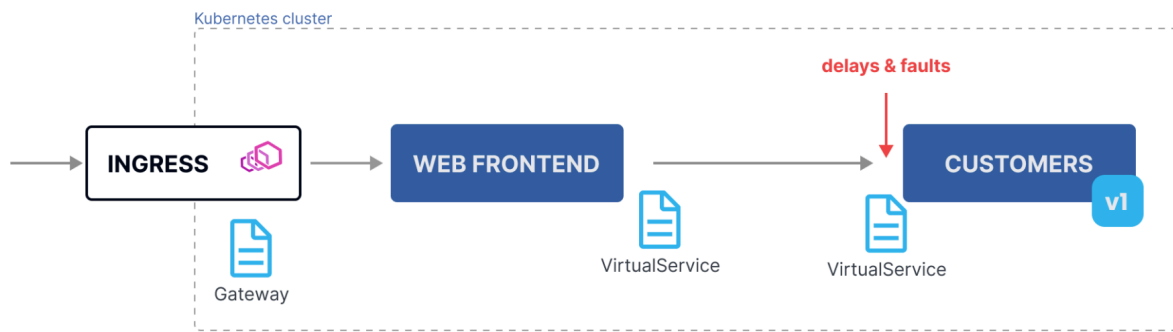 Kubernetes cluster
delays & faults
INGRESS
WEB FRONTEND
CUSTOMERS
v1
Gateway
VirtualService
VirtualService